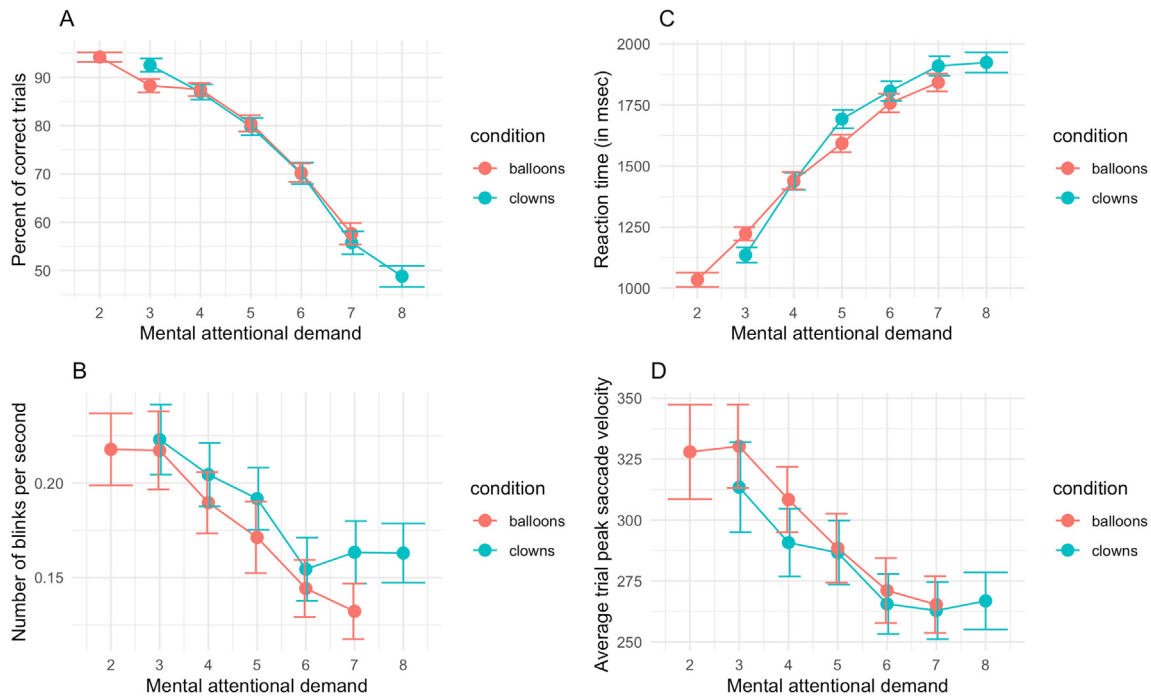 A
Percent of correct trials
90
80
70
60
50
2 3 4 5 6 7 8
Mental attentional demand
condition
balloons
clowns
C
Reaction time (in msec)
2000
1750
1500
1250
1000
2 3 4 5 6 7 8
Mental attentional demand
condition
balloons
clowns
B
Number of blinks per second
0.20
0.15
2 3 4 5 6 7 8
Mental attentional demand
condition
balloons
clowns
D
Average trial peak saccade velocity
350
325
300
275
250
2 3 4 5 6 7 8
Mental attentional demand
condition
balloons
clowns